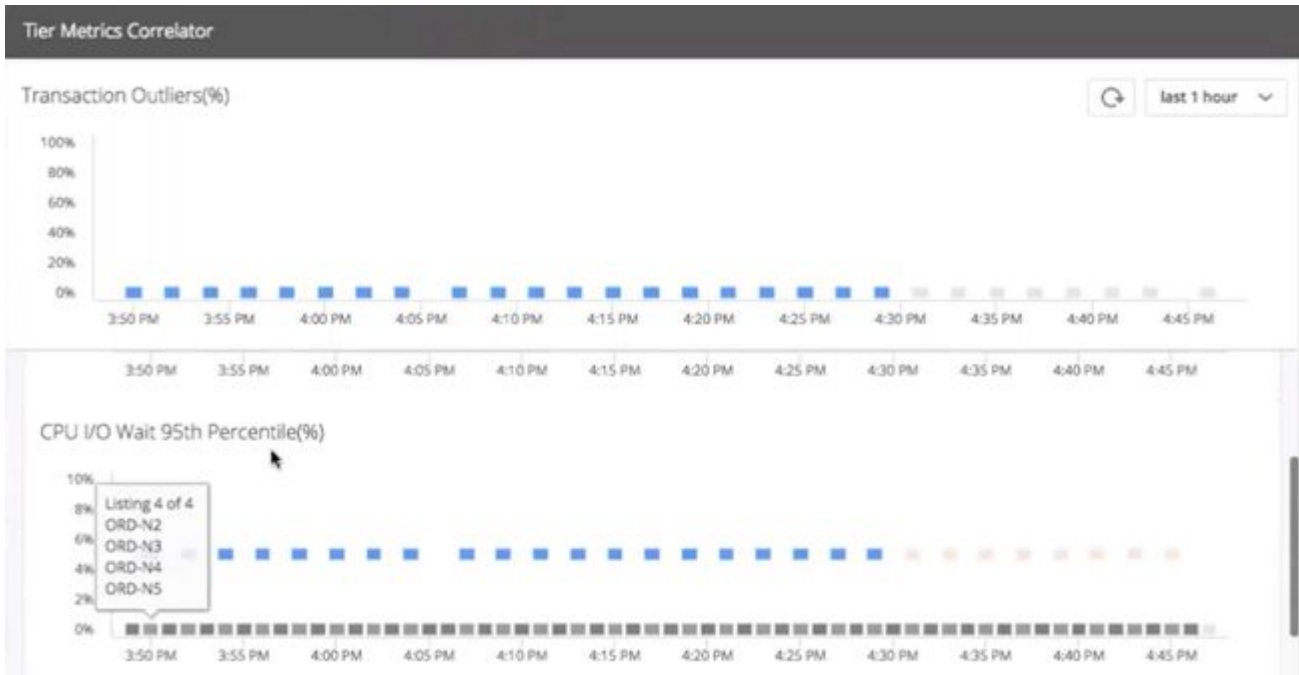 Tier Metrics Correlator
Transaction Outliers(%)
last 1 hour
100%
80%
60%
40%
20%
0%
3:50 PM 3:55 PM 4:00 PM 4:05 PM 4:10 PM 4:15 PM 4:20 PM 4:25 PM 4:30 PM 4:35 PM 4:40 PM 4:45 PM
3:50 PM 3:55 PM 4:00 PM 4:05 PM 4:10 PM 4:15 PM 4:20 PM 4:25 PM 4:30 PM 4:35 PM 4:40 PM 4:45 PM
CPU I/O Wait 95th Percentile(%)
10%
8%
6%
4%
2%
0%
Listing 4 of 4
ORD-N2
ORD-N3
ORD-N4
ORD-N5
3:50 PM 3:55 PM 4:00 PM 4:05 PM 4:10 PM 4:15 PM 4:20 PM 4:25 PM 4:30 PM 4:35 PM 4:40 PM 4:45 PM